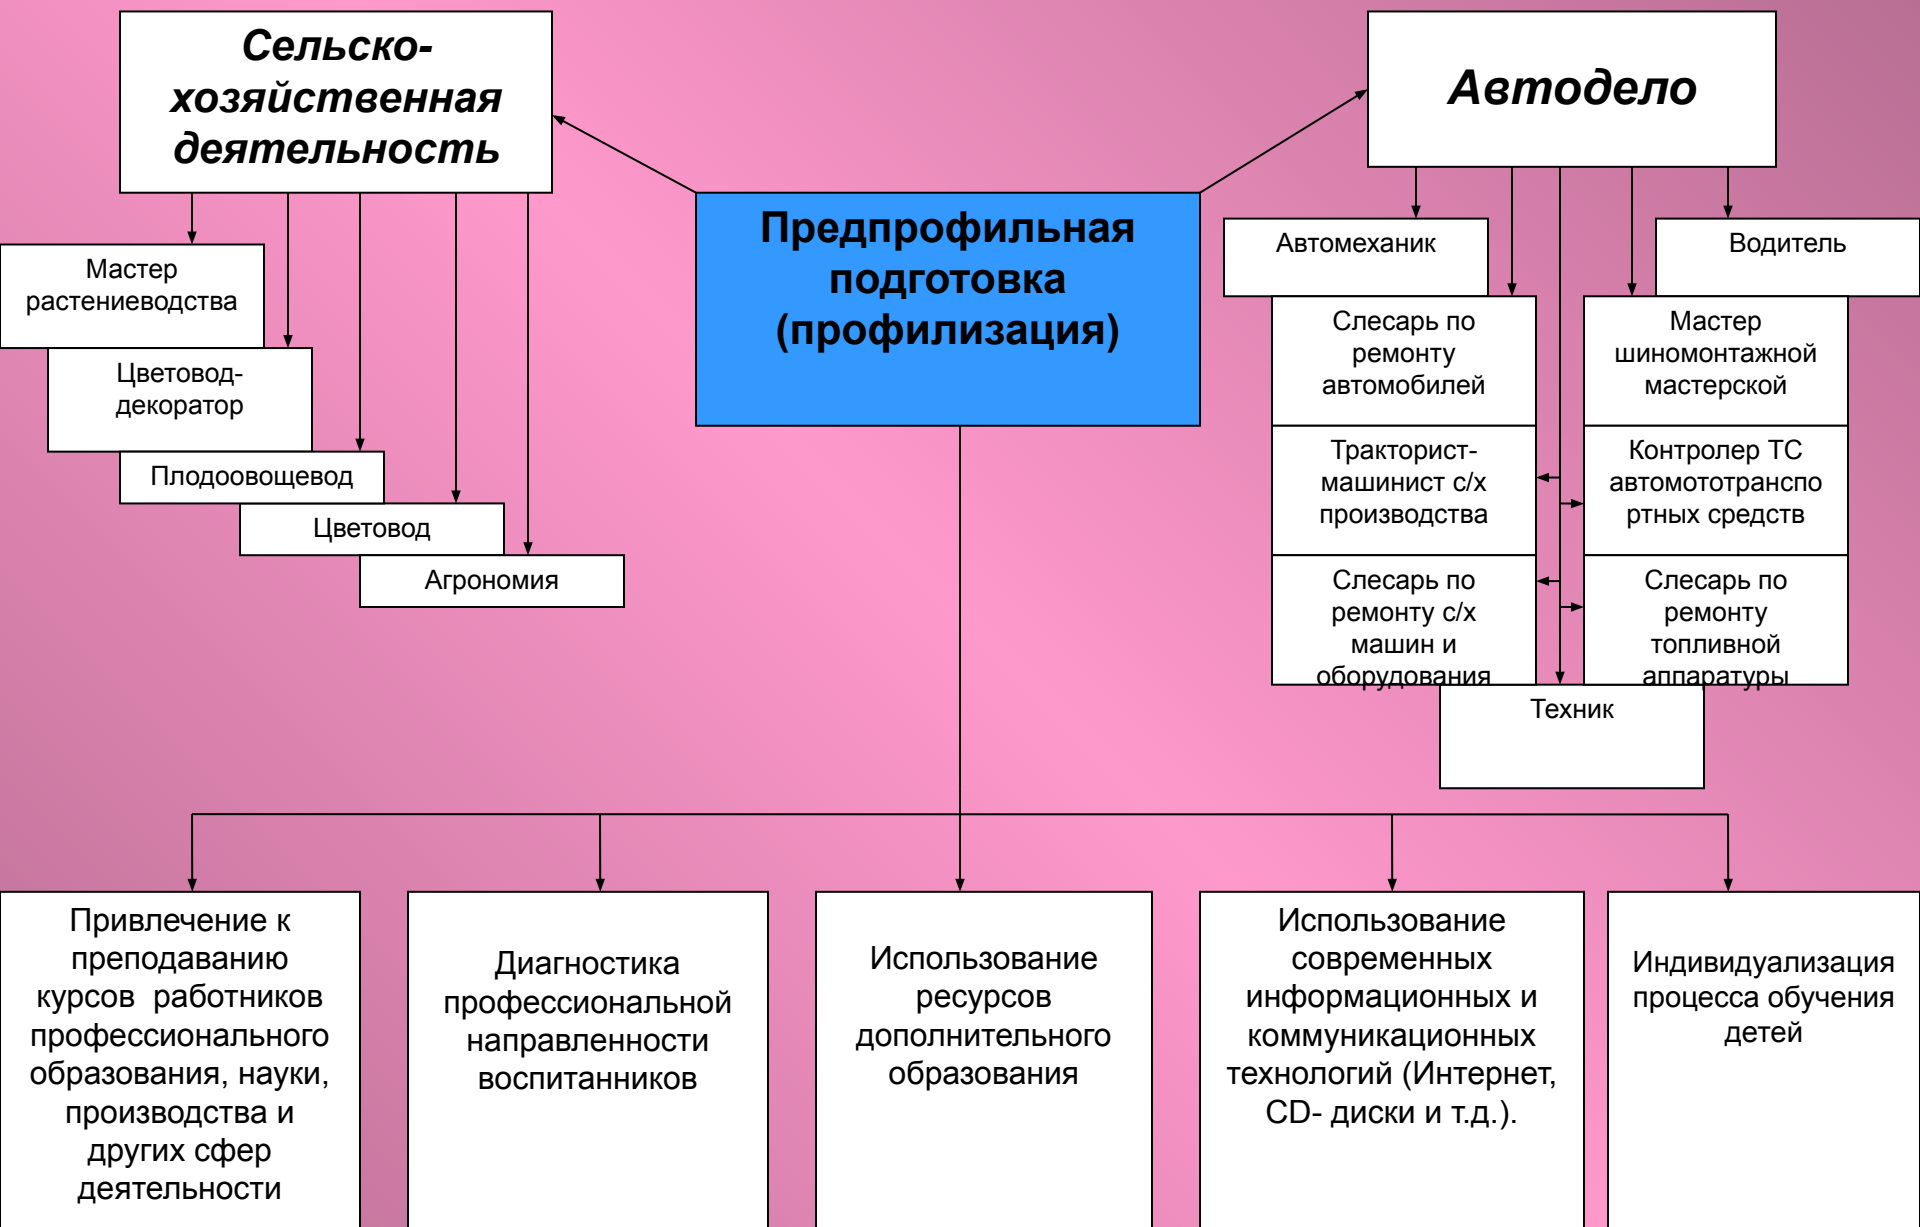 Сельско-
хозяйственная
деятельность
Автодело
Предпрофильная
подготовка
(профилизация)
Мастер
растениеводства
Цветовод-
декоратор
Плодоовощевод
Цветовод
Агрономия
Автомеханик
Водитель
Слесарь по
ремонту
автомобилей
Мастер
шиномонтажной
мастерской
Тракторист-
машинист с/х
производства
Контролер ТС
автомототранспо
ртных средств
Слесарь по
ремонту с/х
машин и
оборудования
Слесарь по
ремонту
топливной
аппаратуры
Техник
Привлечение к
преподаванию
курсов  работников
профессионального
образования, науки,
производства и
других сфер
деятельности
Диагностика
профессиональной
направленности
воспитанников
Использование
ресурсов
дополнительного
образования
Использование
современных
информационных и
коммуникационных
технологий (Интернет,
CD- диски и т.д.).
Индивидуализация
процесса обучения
детей